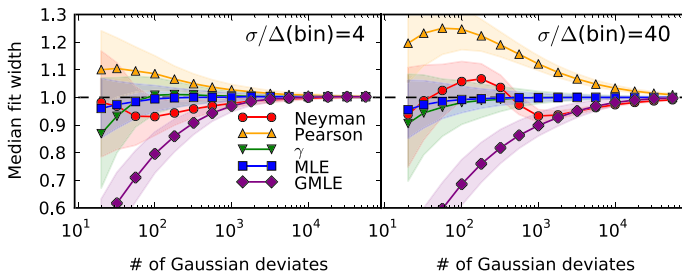 σ/Δ(bin)=4
σ/Δ(bin)=40
Median fit width
1.3
1.2
1.1
1.0
0.9
0.8
0.7
0.6
Neyman
Pearson
γ
MLE
GMLE
10¹ 10² 10³ 10⁴
10¹ 10² 10³ 10⁴
# of Gaussian deviates
# of Gaussian deviates